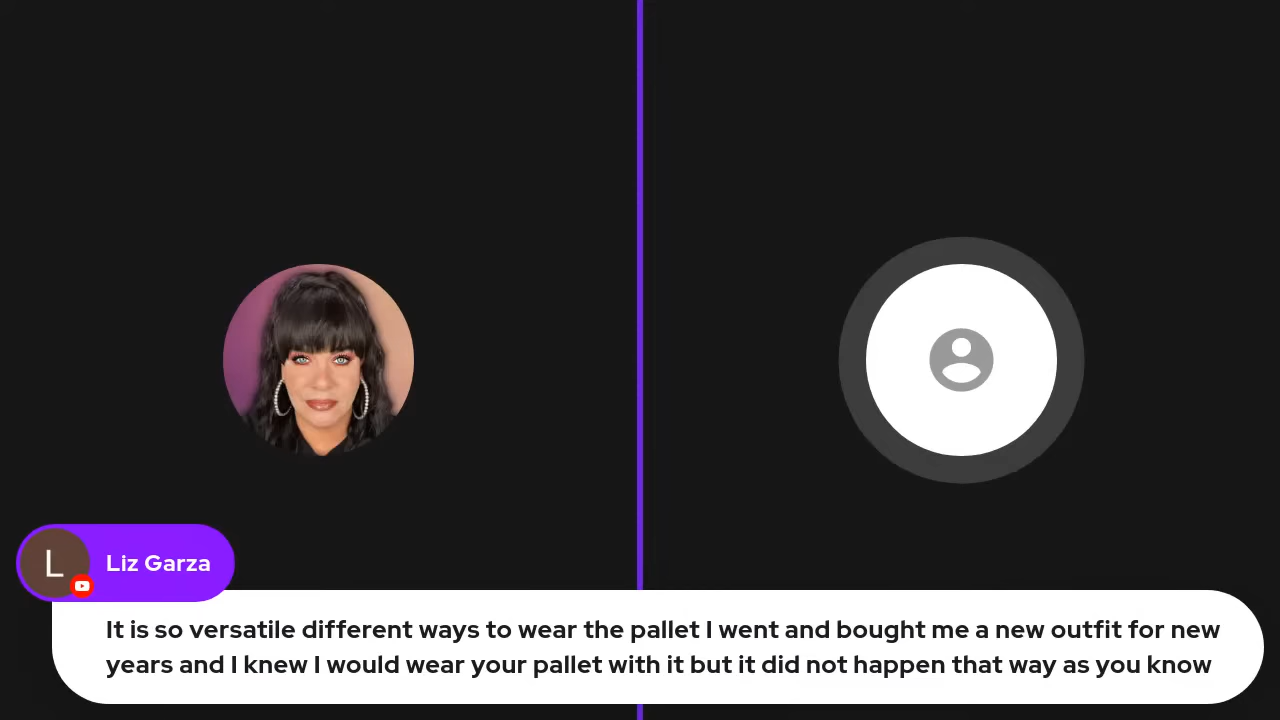 L
Liz Garza
It is so versatile different ways to wear the pallet I went and bought me a new outfit for new
years and I knew I would wear your pallet with it but it did not happen that way as you know